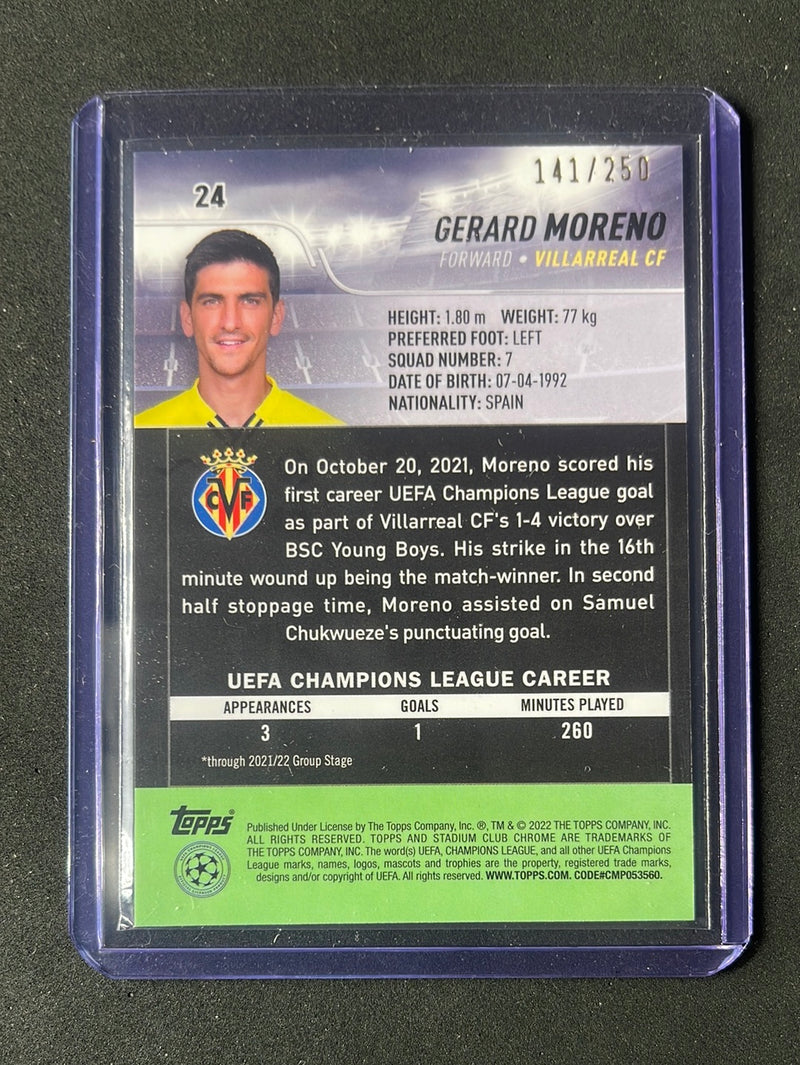 141/250
24
GERARD MORENO
FORWARD • VILLARREAL CF
HEIGHT: 1.80 m WEIGHT: 77 kg
PREFERRED FOOT: LEFT
SQUAD NUMBER: 7
DATE OF BIRTH: 07-04-1992
NATIONALITY: SPAIN
CVF
On October 20, 2021, Moreno scored his
first career UEFA Champions League goal
as part of Villarreal CF's 1-4 victory over
BSC Young Boys. His strike in the 16th
minute wound up being the match-winner. In second
half stoppage time, Moreno assisted on Samuel
Chukwueze's punctuating goal.
UEFA CHAMPIONS LEAGUE CAREER
APPEARANCES GOALS MINUTES PLAYED
3 1 260
*through 2021/22 Group Stage
Topps®
Published Under License by The Topps Company, Inc. ®, TM & © 2022 THE TOPPS COMPANY, INC.
ALL RIGHTS RESERVED. TOPPS AND STADIUM CLUB CHROME ARE TRADEMARKS OF
THE TOPPS COMPANY, INC. The word(s) UEFA, CHAMPIONS LEAGUE, and all other UEFA Champions
League marks, names, logos, mascots and trophies are the property, registered trade marks,
designs and/or copyright of UEFA. All rights reserved. WWW.TOPPS.COM. CODE#CMP053560.